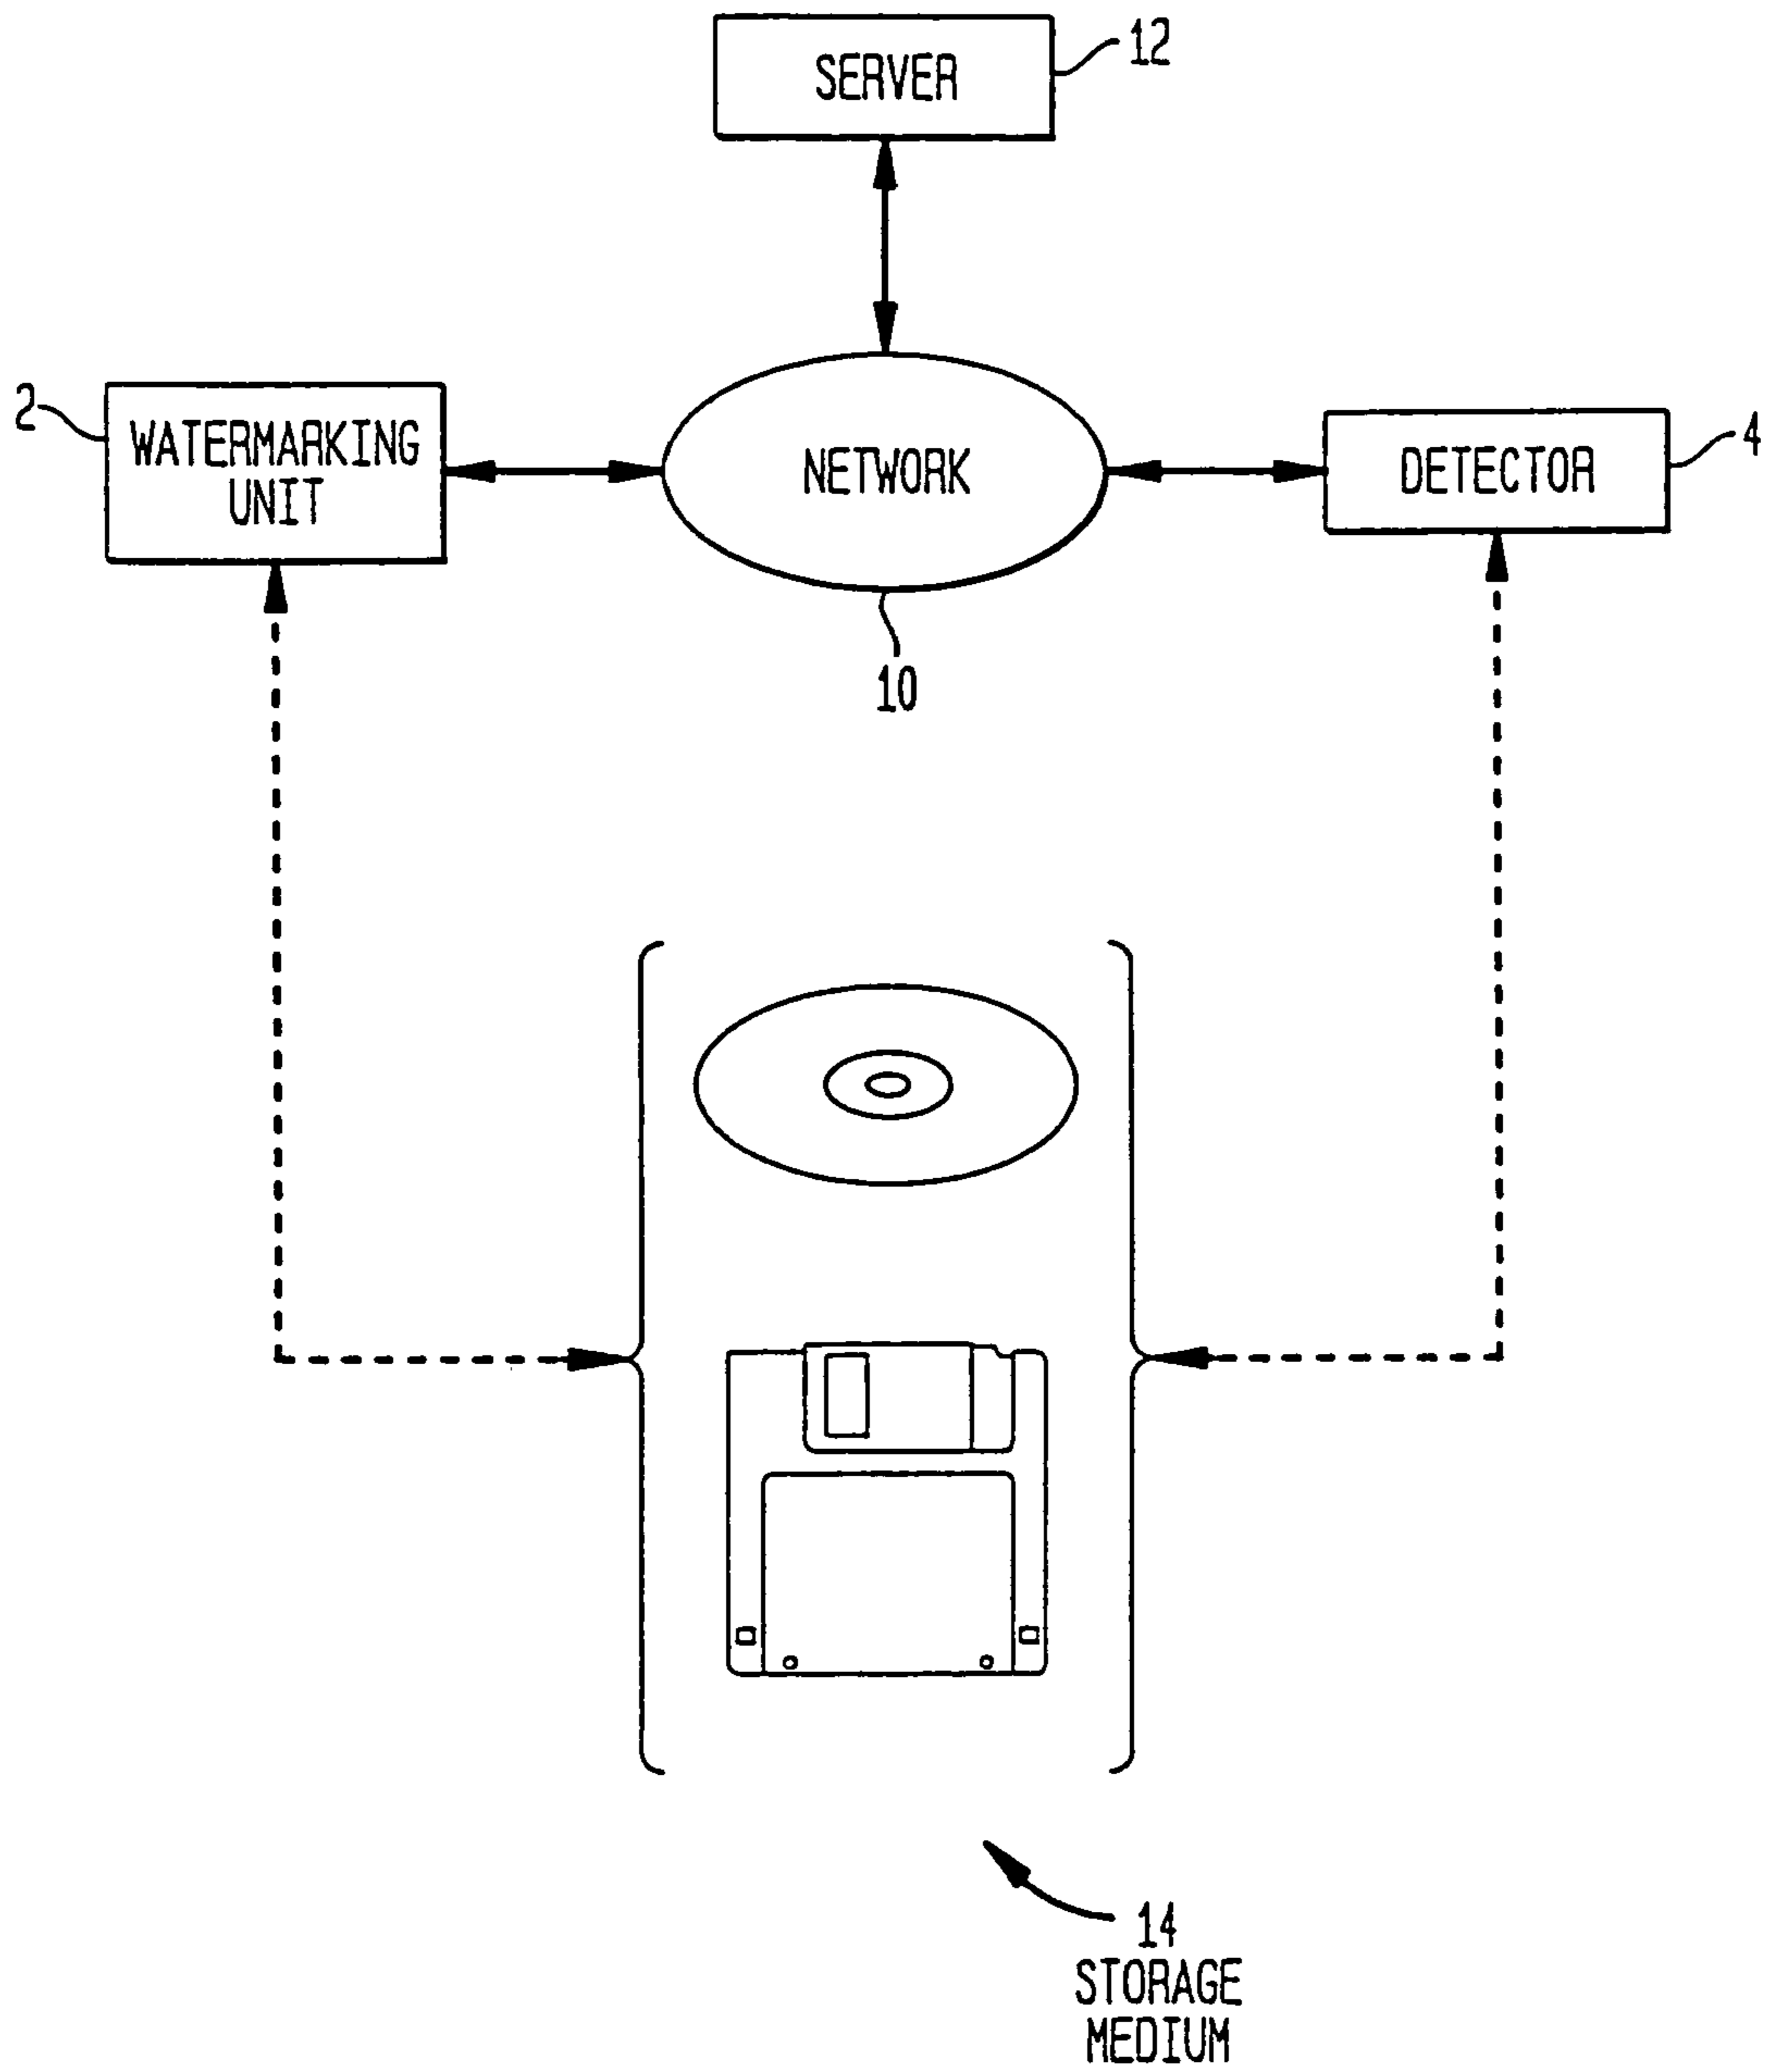 12
SERVER
2
WATERMARKING
UNIT
NETWORK
DETECTOR
4
10
14
STORAGE
MEDIUM